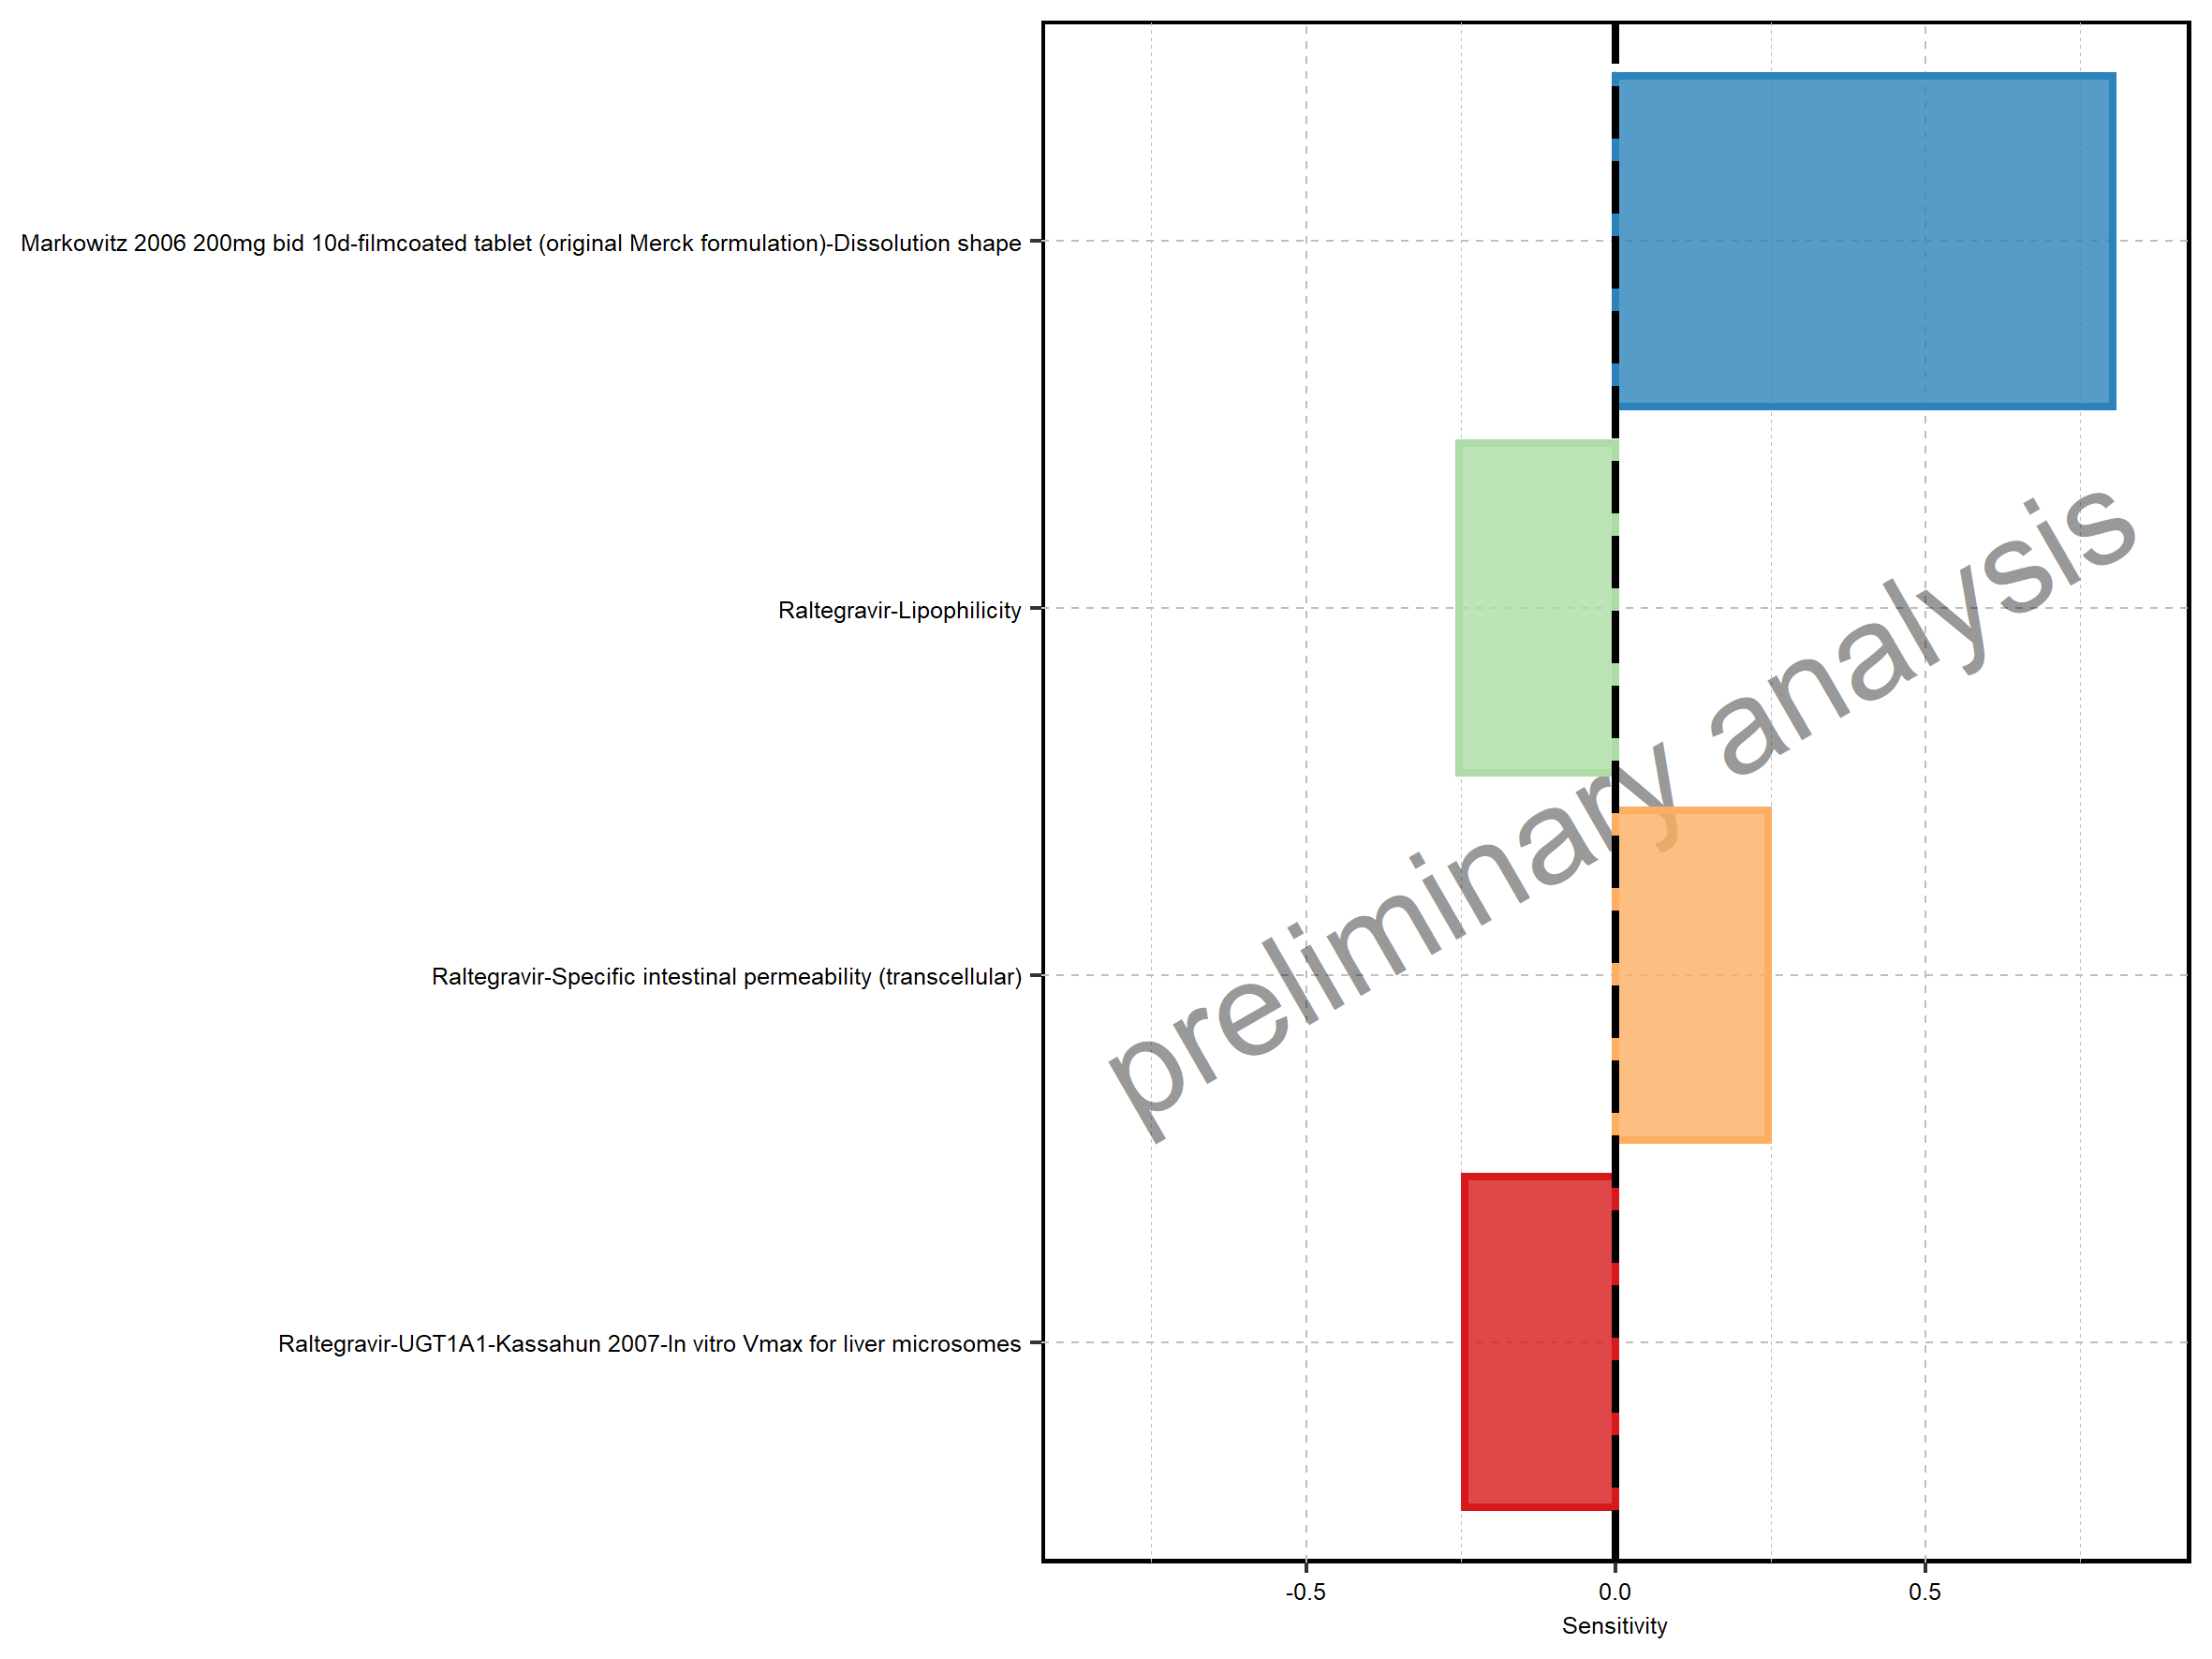 Markowitz 2006 200mg bid 10d-filmcoated tablet (original Merck formulation)-Dissolution shape
Raltegravir-Lipophilicity
preliminary analysis
Raltegravir-Specific intestinal permeability (transcellular)
Raltegravir-UGT1A1-Kassahun 2007-In vitro Vmax for liver microsomes
-0.5 0.0 0.5
Sensitivity